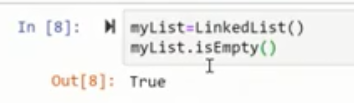 In [8]: myList=LinkedList()
myList.isEmpty()
Out[8]: True